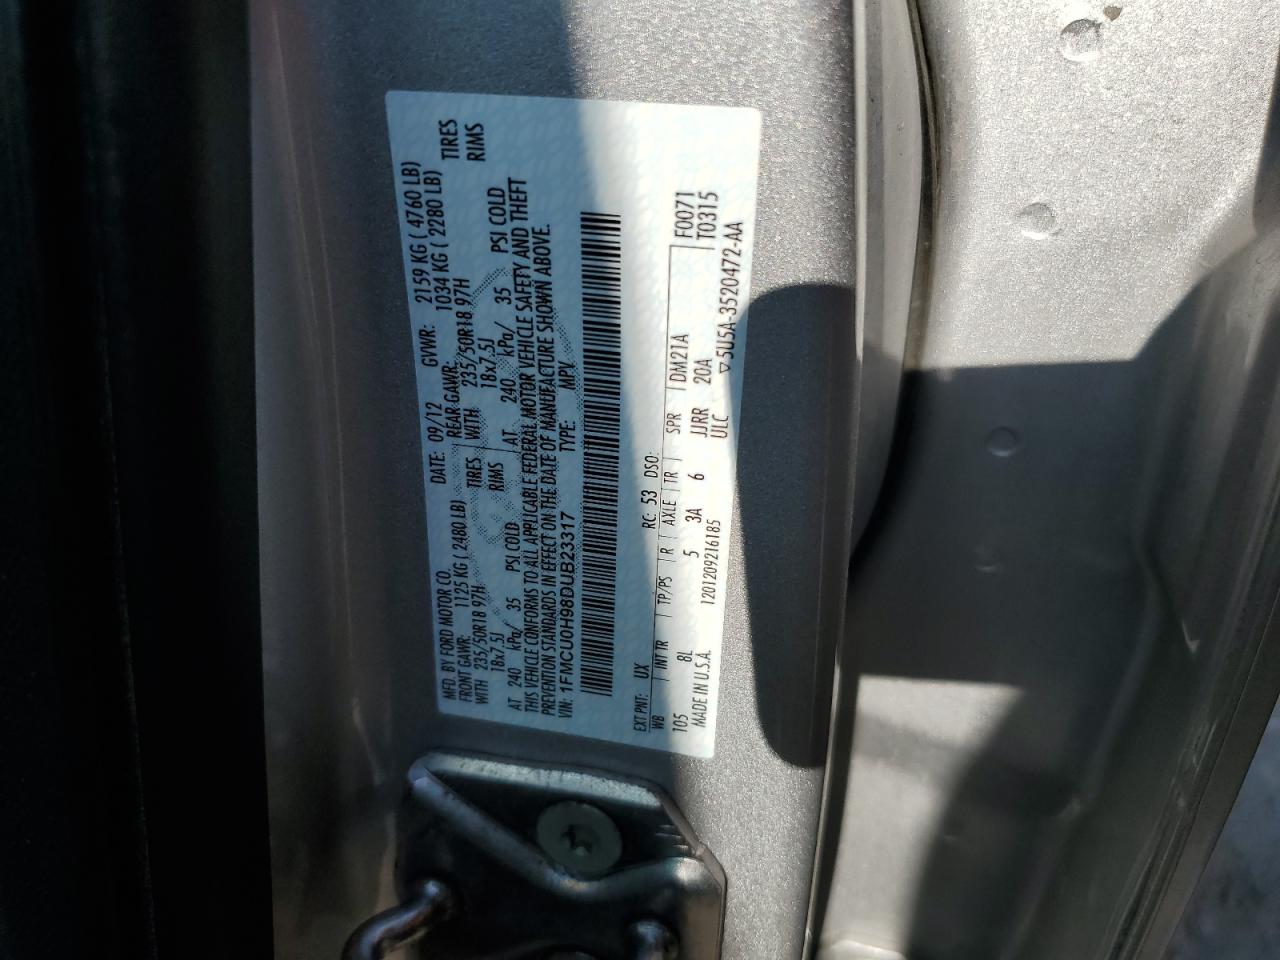 MFD. BY FORD MOTOR CO.
DATE: 09/12 GVWR: 2159 KG ( 4760 LB)
FRONT GAWR: 1125 KG ( 2480 LB) REAR GAWR: 1034 KG ( 2280 LB)
WITH 235/50R18 97H TIRES WITH 235/50R18 97H TIRES
18x7.5J RIMS 18x7.5J RIMS
AT 240 kPa/ 35 PSI COLD AT 240 kPa/ 35 PSI COLD
THIS VEHICLE CONFORMS TO ALL APPLICABLE FEDERAL MOTOR VEHICLE SAFETY AND THEFT
PREVENTION STANDARDS IN EFFECT ON THE DATE OF MANUFACTURE SHOWN ABOVE.
VIN: 1FMCU0H98DUB23317 TYPE: MPV
EXT PNT: UX RC: 53 DSO:
WB INT TR TP/PS R AXLE TR SPR DM21A F0071
105 8L 5 3A 6 JJRR 20A T0315
MADE IN U.S.A. 1201209216185 ULC ▽5U5A-3520472-AA